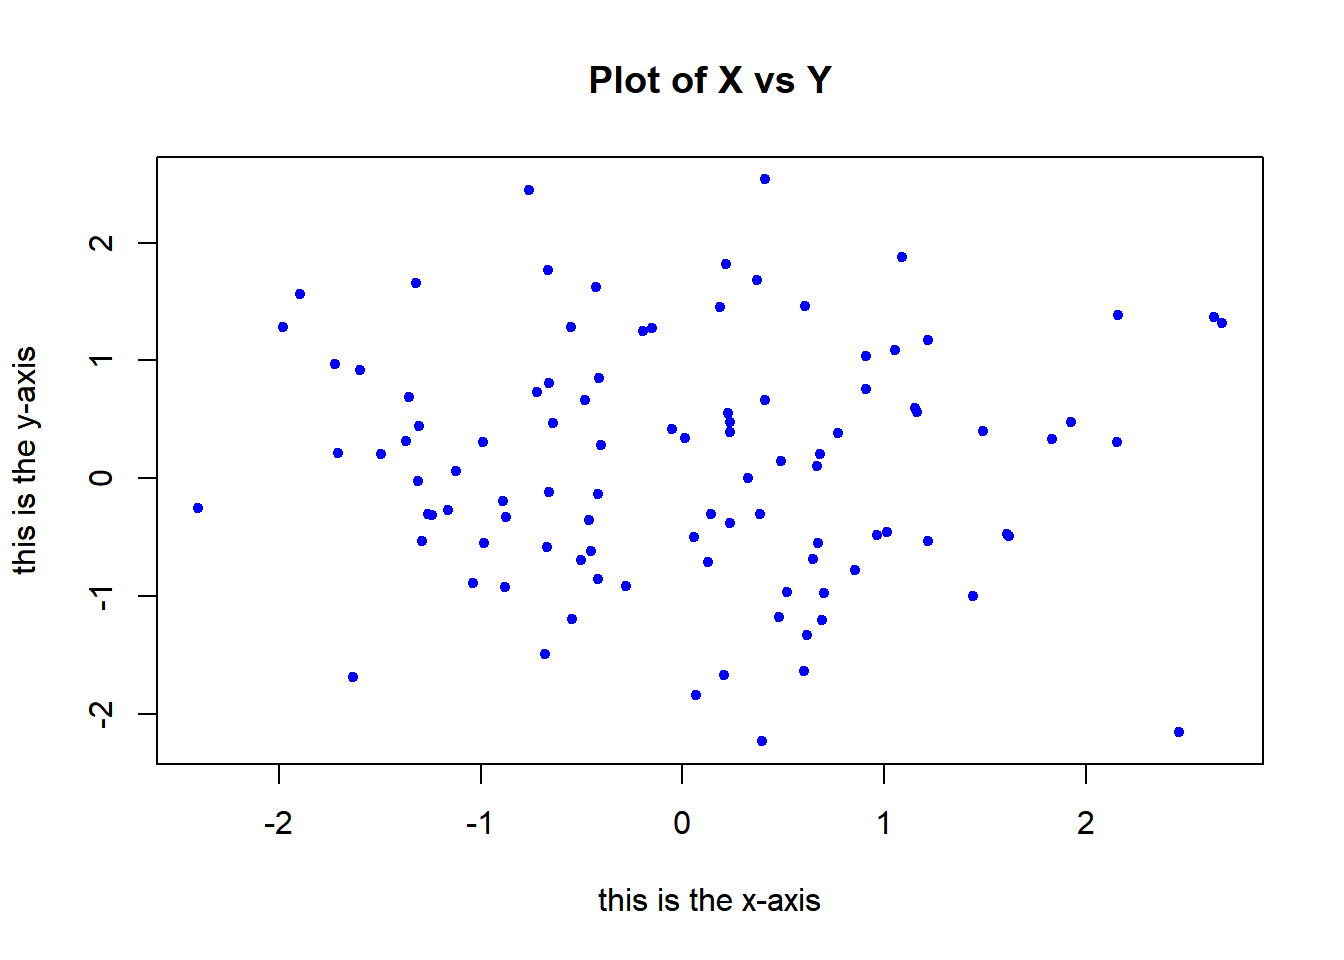 Plot of X vs Y
this is the y-axis
2
1
0
-1
-2
-2 -1 0 1 2
this is the x-axis